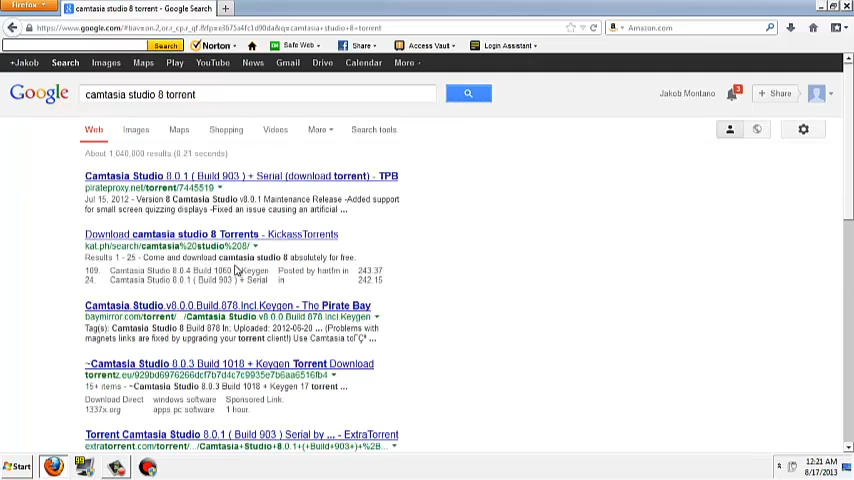 Firefox
camtasia studio 8 torrent - Google Search
+
https://www.google.com/#bav=on.2,or.r_cp.r_qf.&fp=e3675a4fc1d90da&q=camtasia+studio+8+torrent
Amazon.com
Search
Norton
Safe Web
Share
Access Vault
Login Assistant
+Jakob Search Images Maps Play YouTube News Gmail Drive Calendar More
Google
camtasia studio 8 torrent
Jakob Montano
3
+ Share
Web Images Maps Shopping Videos More Search tools
About 1,040,000 results (0.21 seconds)
Camtasia Studio 8.0.1 ( Build 903 ) + Serial (download torrent) - TPB
pirateproxy.net/torrent/7445519
Jul 15, 2012 - Version 8 Camtasia Studio v8.0.1 Maintenance Release -Added support
for small screen quizzing displays -Fixed an issue causing an artificial ...
Download camtasia studio 8 Torrents - KickassTorrents
kat.ph/search/camtasia%20studio%208/
Results 1 - 25 - Come and download camtasia studio 8 absolutely for free.
109. Camtasia Studio 8.0.4 Build 1060 Keygen Posted by hartfm in 243.37
24. Camtasia Studio 8.0.1 ( Build 903 ) + Serial in 242.15
Camtasia.Studio.v8.0.0.Build.878.Incl.Keygen - The Pirate Bay
baymirror.com/torrent/.../Camtasia.Studio.v8.0.0.Build.878.Incl.Keygen
Tag(s): Camtasia Studio 8 Build 878 In; Uploaded: 2012-06-20 ... (Problems with
magnets links are fixed by upgrading your torrent client!) Use Camtasia
~Camtasia Studio 8.0.3 Build 1018 + Keygen Torrent Download
torrentz.eu/929bd6976266dcf7b7d4c7c9935e7b6aa6516fb4
15+ items - ~Camtasia Studio 8.0.3 Build 1018 + Keygen 17 torrent ...
Download Direct windows software Sponsored Link.
1337x.org apps pc software 1 hour.
Torrent Camtasia Studio 8.0.1 ( Build 903 ) Serial by ... - ExtraTorrent
extratorrent.com/torrent/.../Camtasia+Studio+8.0.1+(+Build+903+)+%2B...
Start
99
12:21 AM
8/17/2013